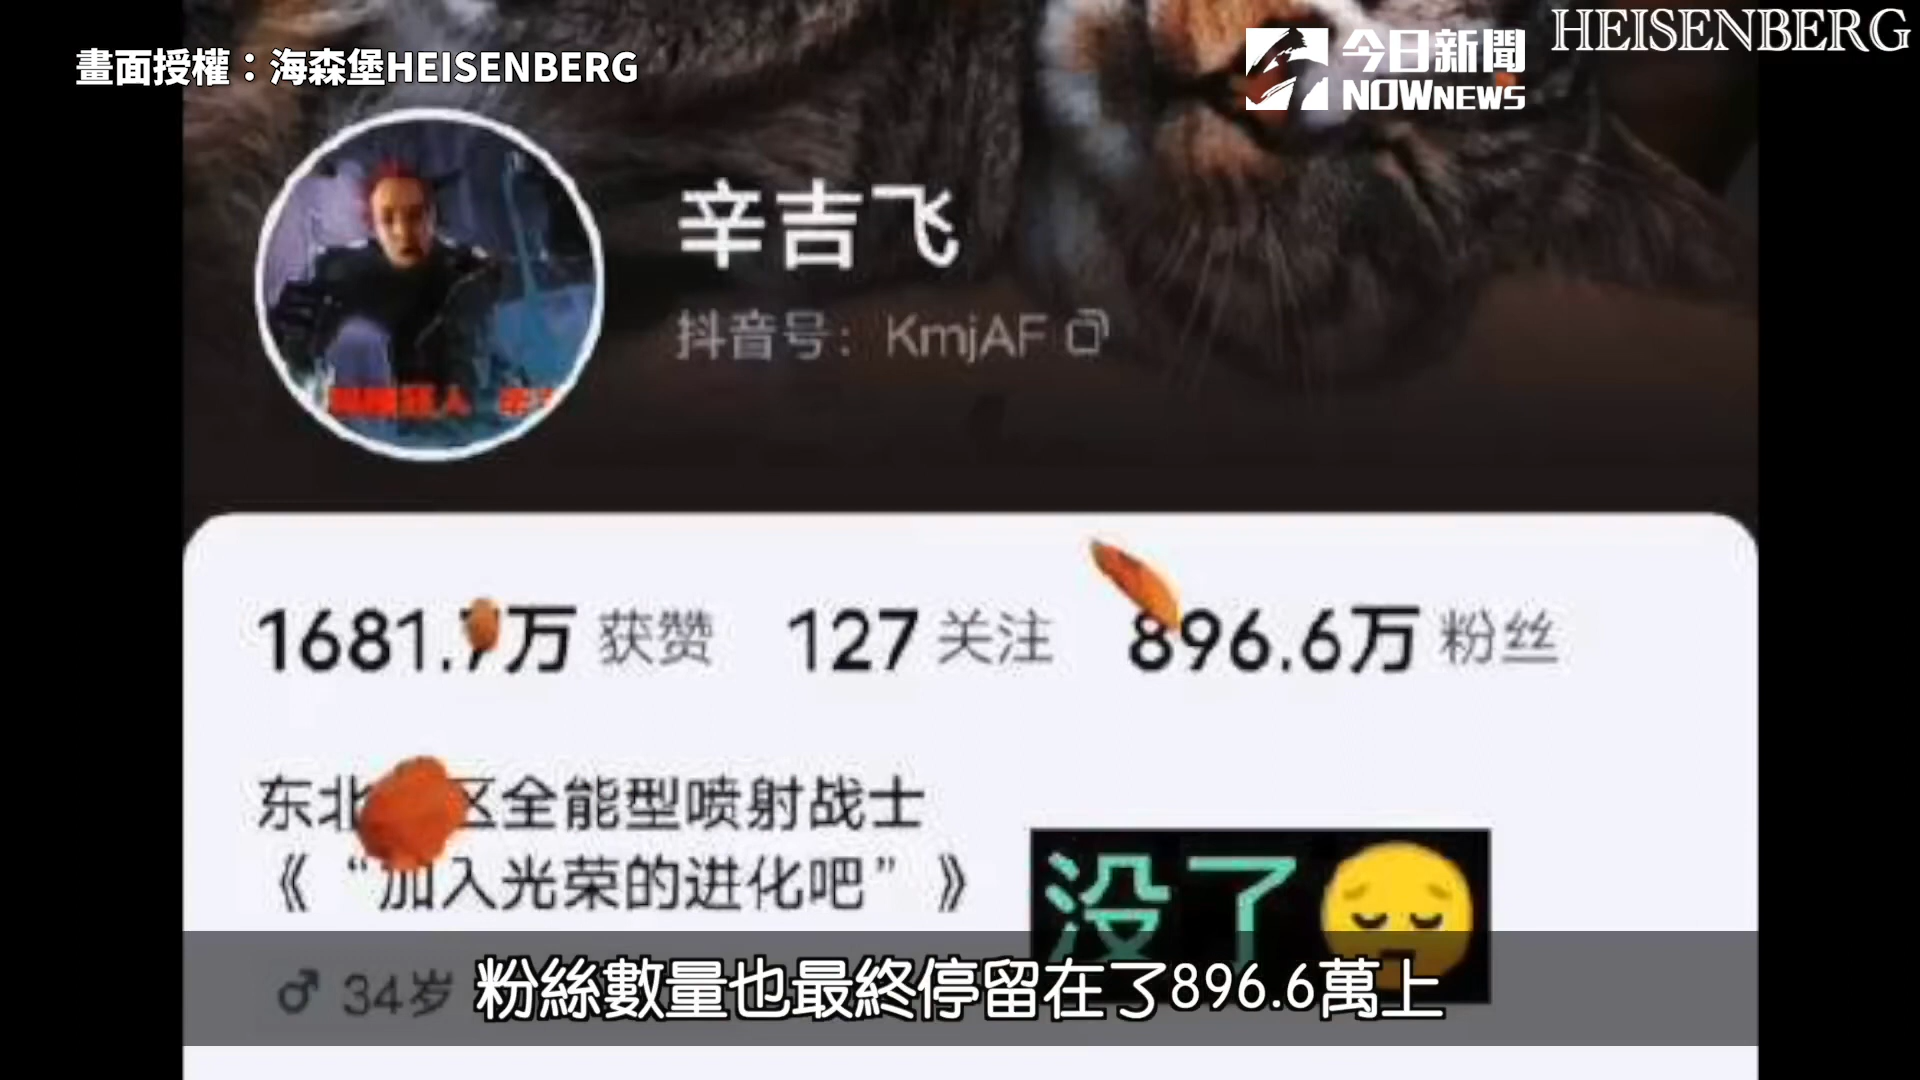 畫面授權：海森堡HEISENBERG
今日新聞
NOWNEWS
HEISENBERG
辛吉飞
抖音号：KmjAF
1681.7万 获赞 127 关注 896.6万 粉丝
东北 区全能型喷射战士
《“加入光荣的进化吧”》
没了
♂ 34岁
粉絲數量也最終停留在了896.6萬上